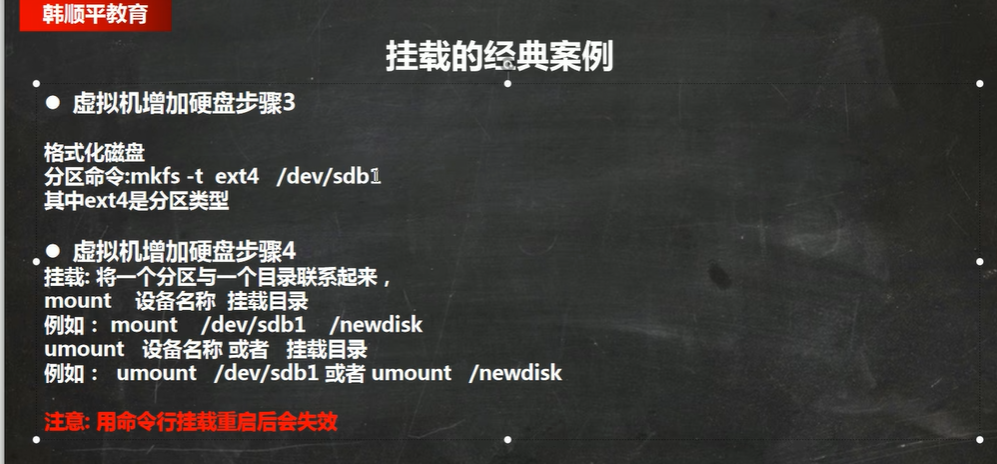 韩顺平教育
挂载的经典案例
● 虚拟机增加硬盘步骤3
格式化磁盘
分区命令:mkfs -t ext4 /dev/sdb1
其中ext4是分区类型
● 虚拟机增加硬盘步骤4
挂载: 将一个分区与一个目录联系起来，
mount 设备名称 挂载目录
例如： mount /dev/sdb1 /newdisk
umount 设备名称 或者 挂载目录
例如： umount /dev/sdb1 或者 umount /newdisk
注意: 用命令行挂载重启后会失效